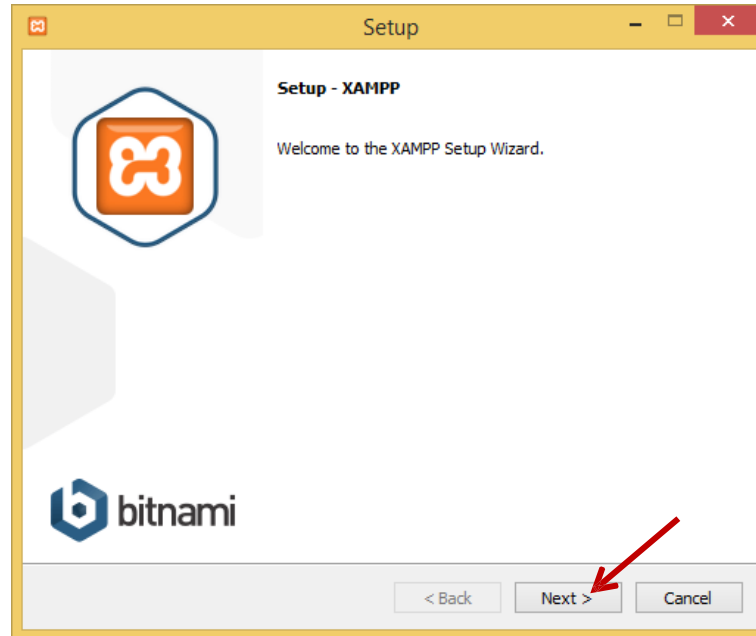 Setup
Setup - XAMPP
Welcome to the XAMPP Setup Wizard.
bitnami
< Back
Next >
Cancel